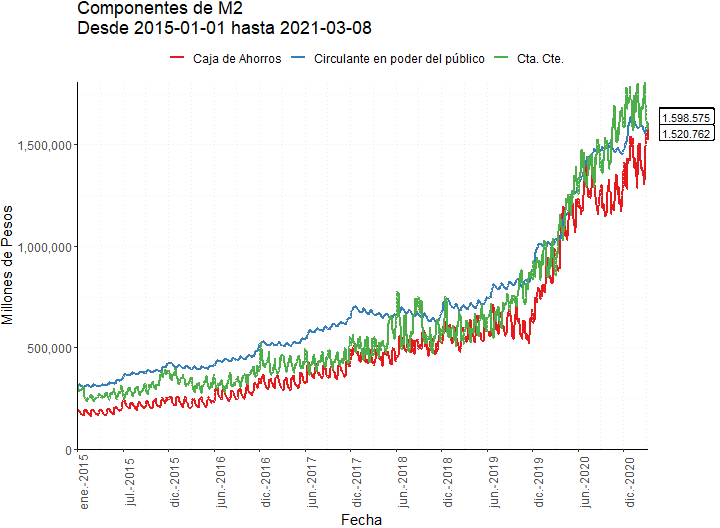 Componentes de M2
Desde 2015-01-01 hasta 2021-03-08
Caja de Ahorros Circulante en poder del público Cta. Cte.
Millones de Pesos
1,500,000
1,000,000
500,000
0
1.598.575
1.520.762
ene.-2015
jul.-2015
dic.-2015
jun.-2016
dic.-2016
jun.-2017
dic.-2017
jun.-2018
dic.-2018
jun.-2019
dic.-2019
jun.-2020
dic.-2020
Fecha